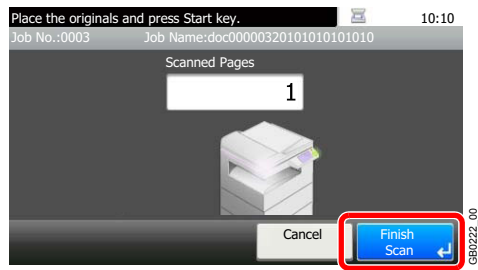 Place the originals and press Start key.
10:10
Job No.:0003 Job Name:doc00000320101010101010
Scanned Pages
1
Cancel
Finish
Scan
GB0222_00